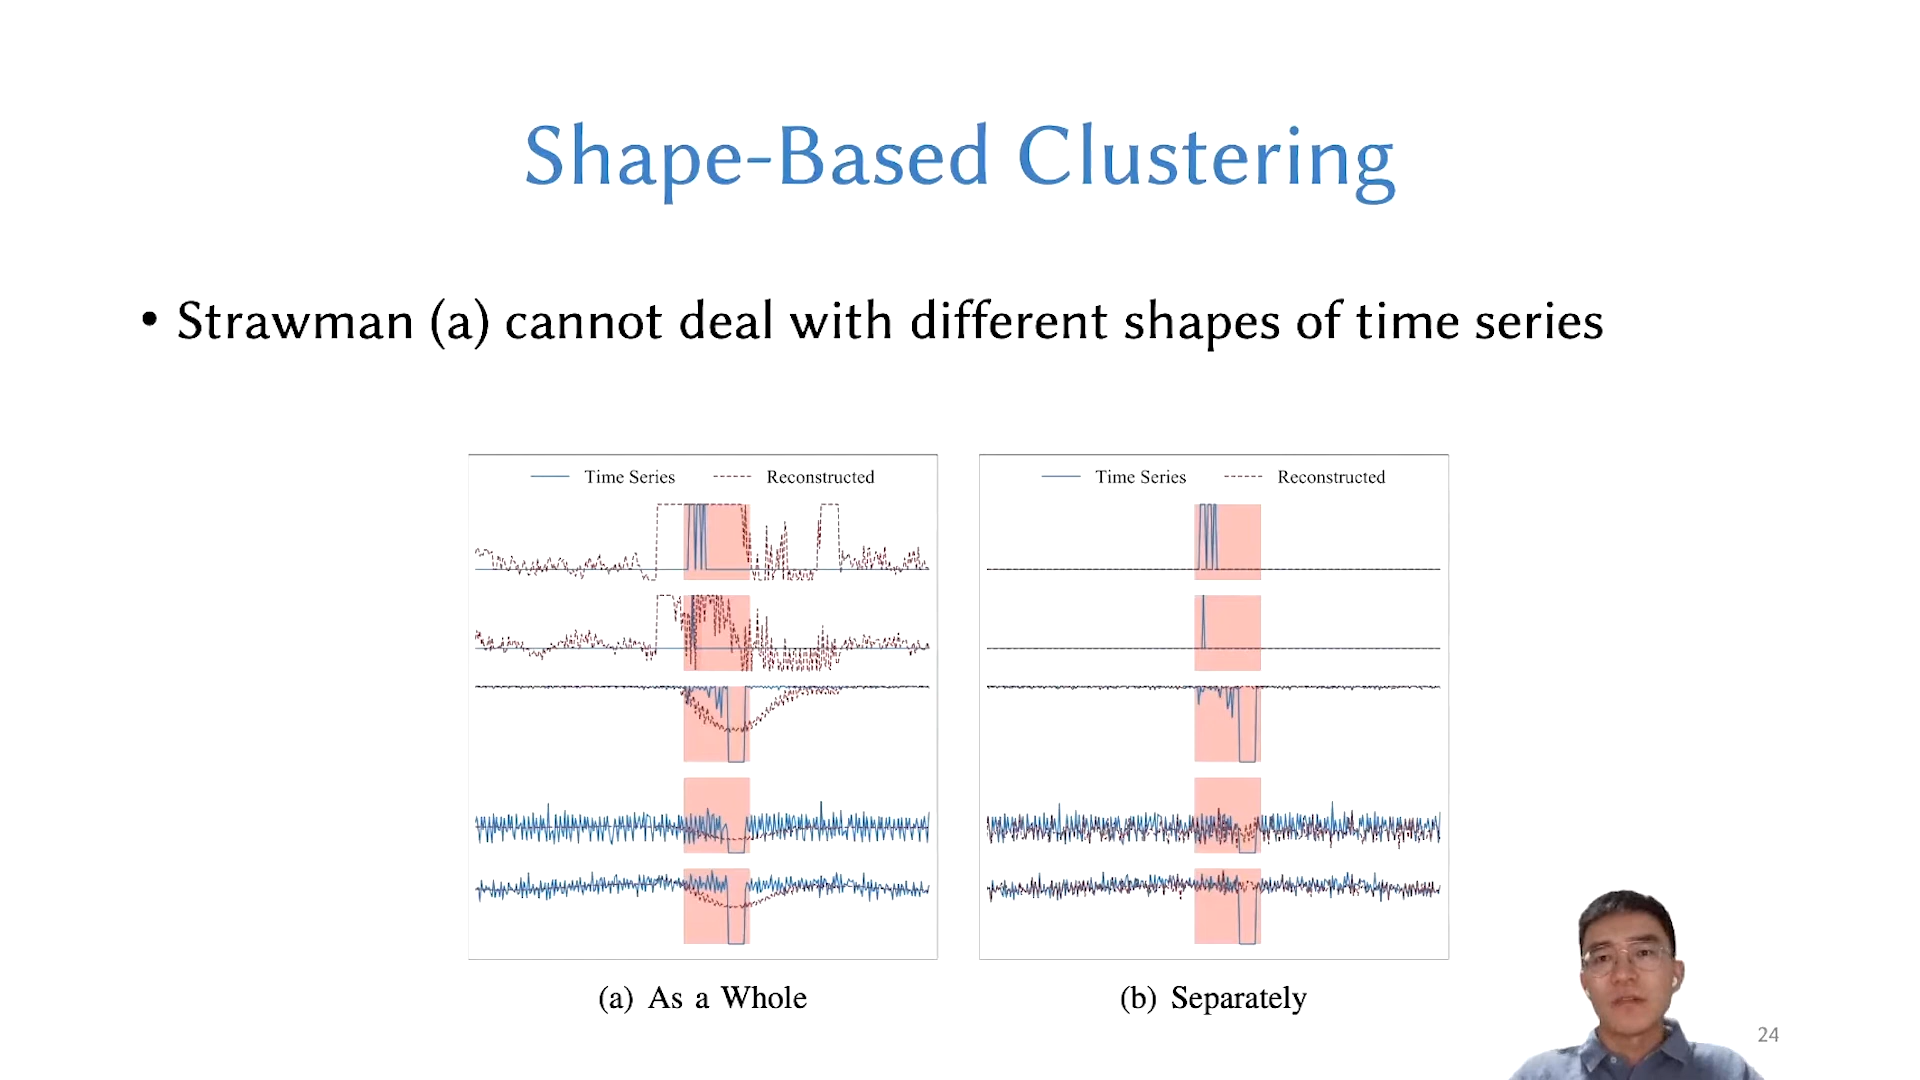 Shape-Based Clustering
• Strawman (a) cannot deal with different shapes of time series
Time Series Reconstructed
Time Series Reconstructed
(a) As a Whole
(b) Separately
24